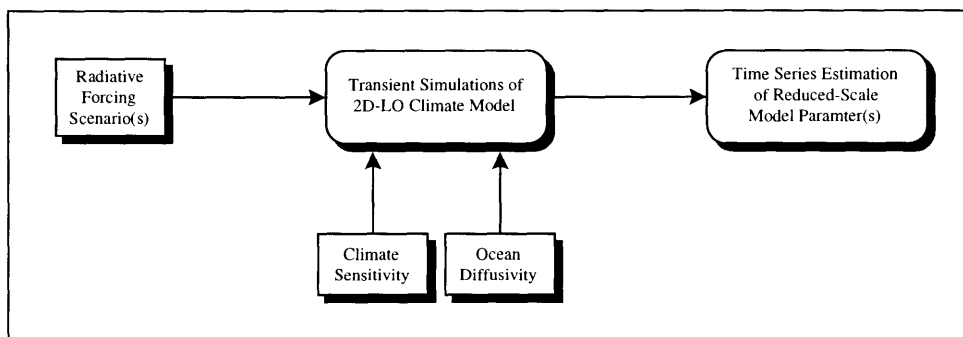 Radiative
Forcing
Scenario(s)
Transient Simulations of
2D-LO Climate Model
Time Series Estimation
of Reduced-Scale
Model Paramter(s)
Climate
Sensitivity
Ocean
Diffusivity